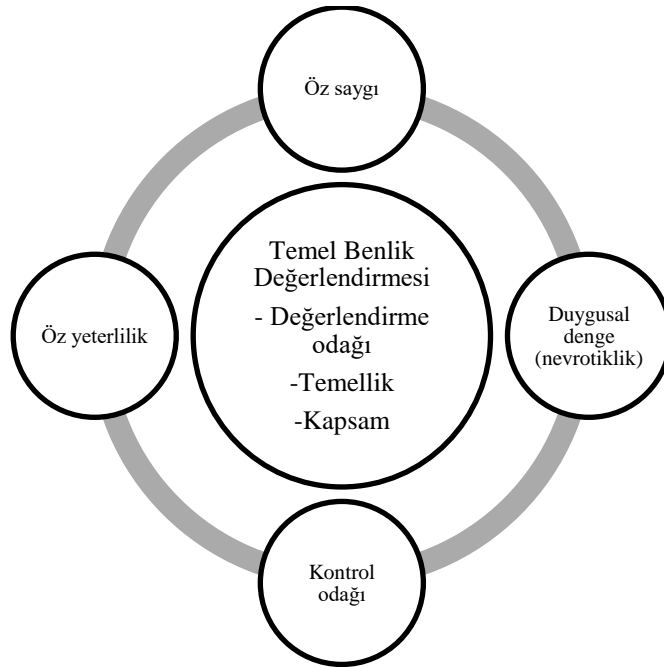 Öz saygı
Temel Benlik
Değerlendirmesi
- Değerlendirme
odağı
-Temellik
-Kapsam
Öz yeterlilik
Duygusal
denge
(nevrotiklik)
Kontrol
odağı